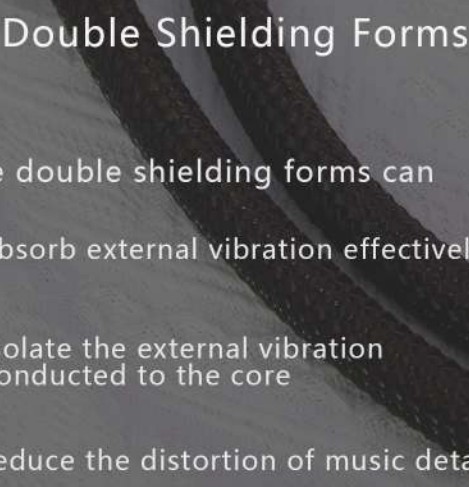 Double Shielding Forms
e double shielding forms can
bsorb external vibration effectivel
olate the external vibration
onducted to the core
educe the distortion of music deta